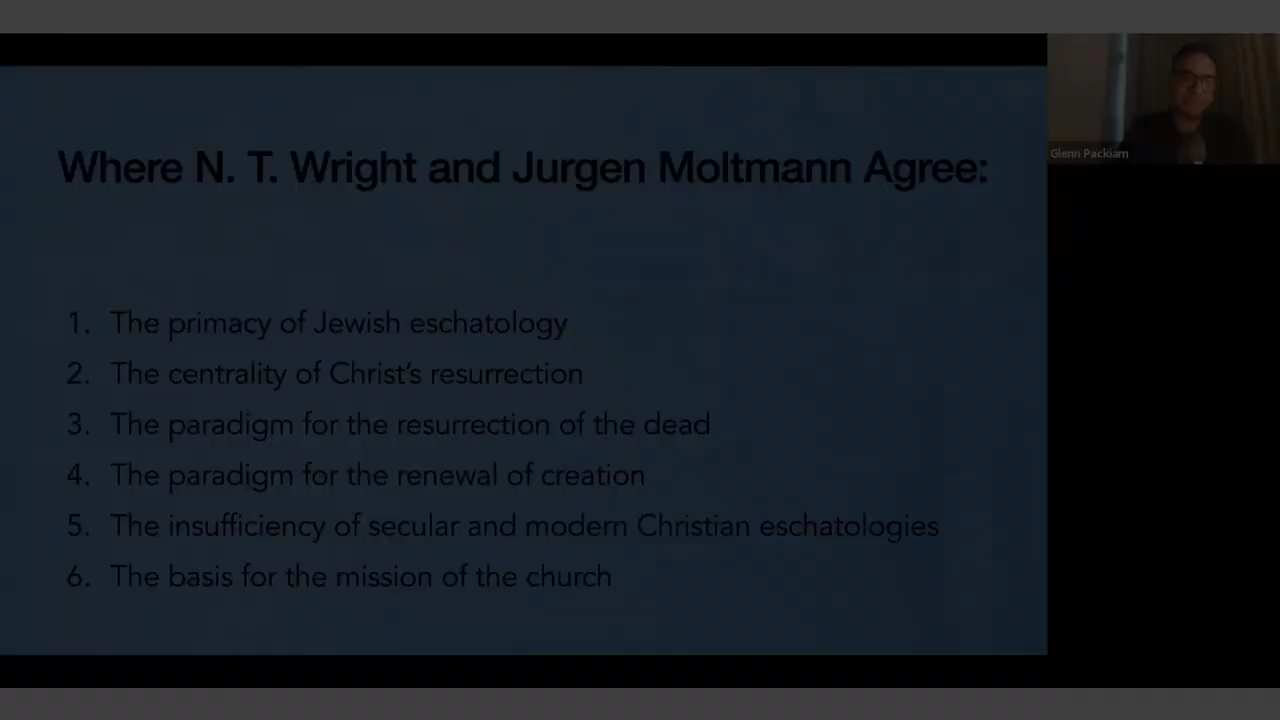 Where N. T. Wright and Jurgen Moltmann Agree:
Glenn Packiam
1. The primacy of Jewish eschatology
2. The centrality of Christ's resurrection
3. The paradigm for the resurrection of the dead
4. The paradigm for the renewal of creation
5. The insufficiency of secular and modern Christian eschatologies
6. The basis for the mission of the church